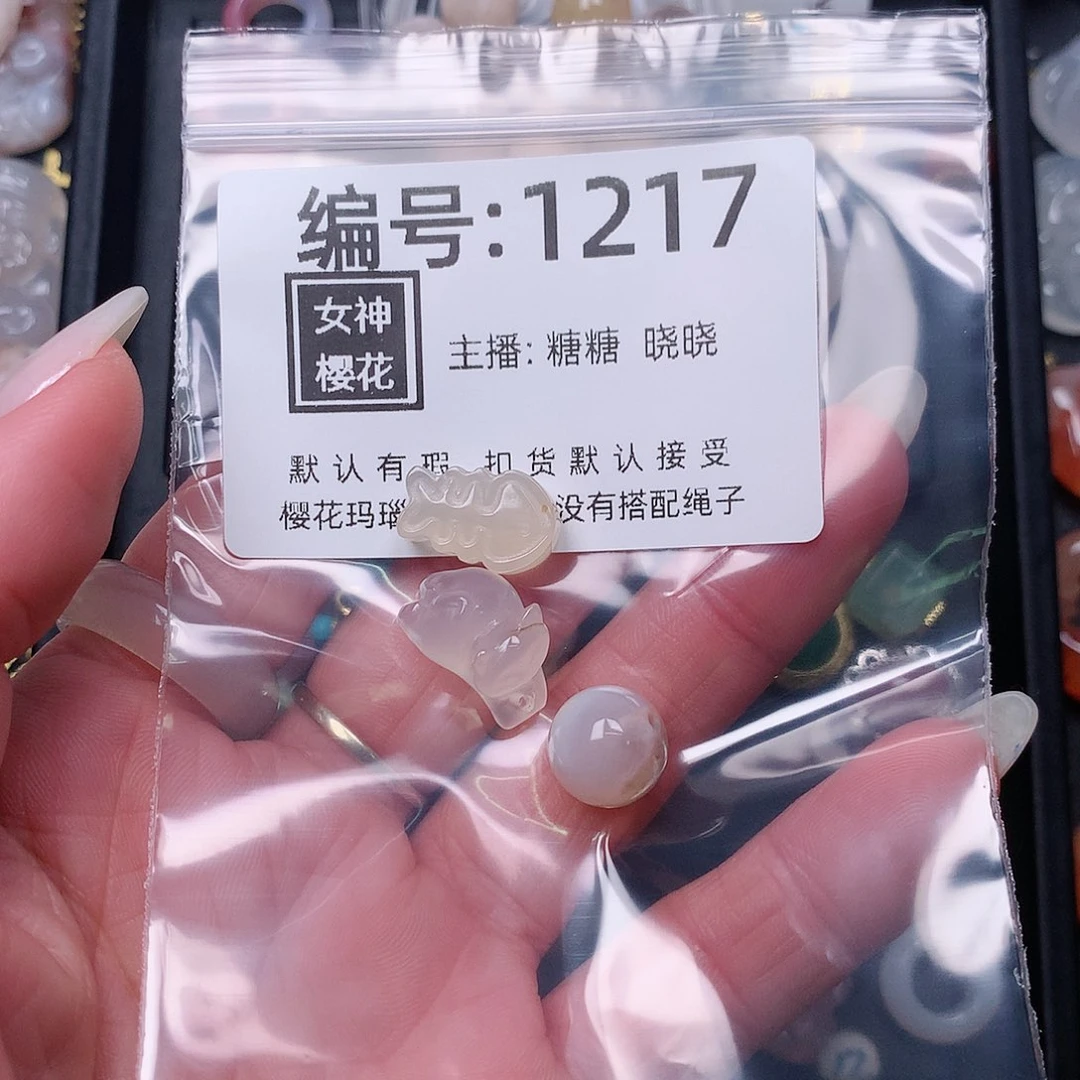 编号:1217
女神
樱花
主播: 糖糖 晓晓
默认有瑕 扣货默认接受
樱花玛瑙 没有搭配绳子